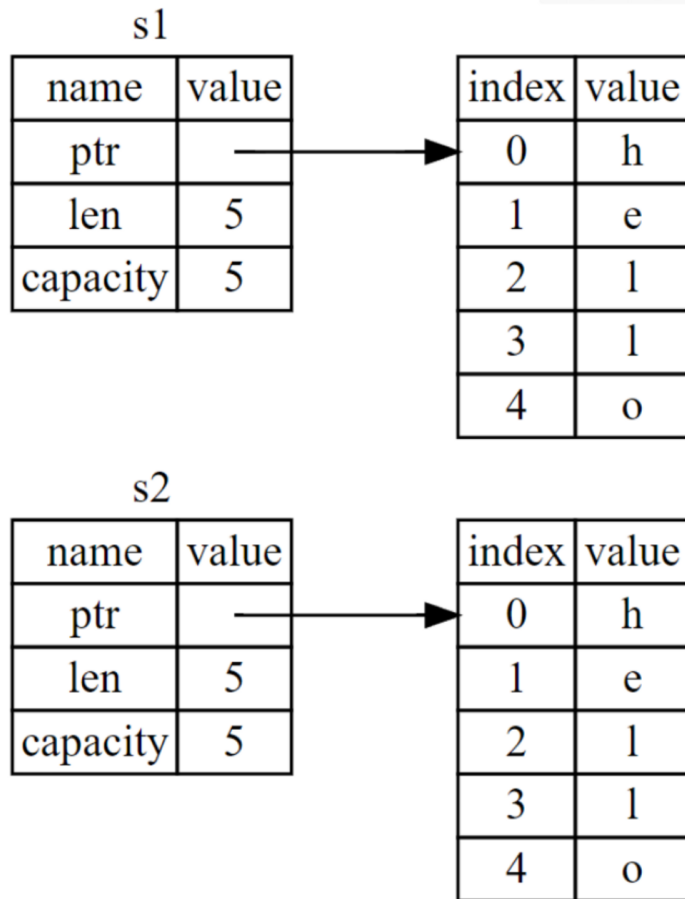 s1
name value index value
ptr 0 h
len 5 1 e
capacity 5 2 l
3 l
4 o
s2
name value index value
ptr 0 h
len 5 1 e
capacity 5 2 l
3 l
4 o